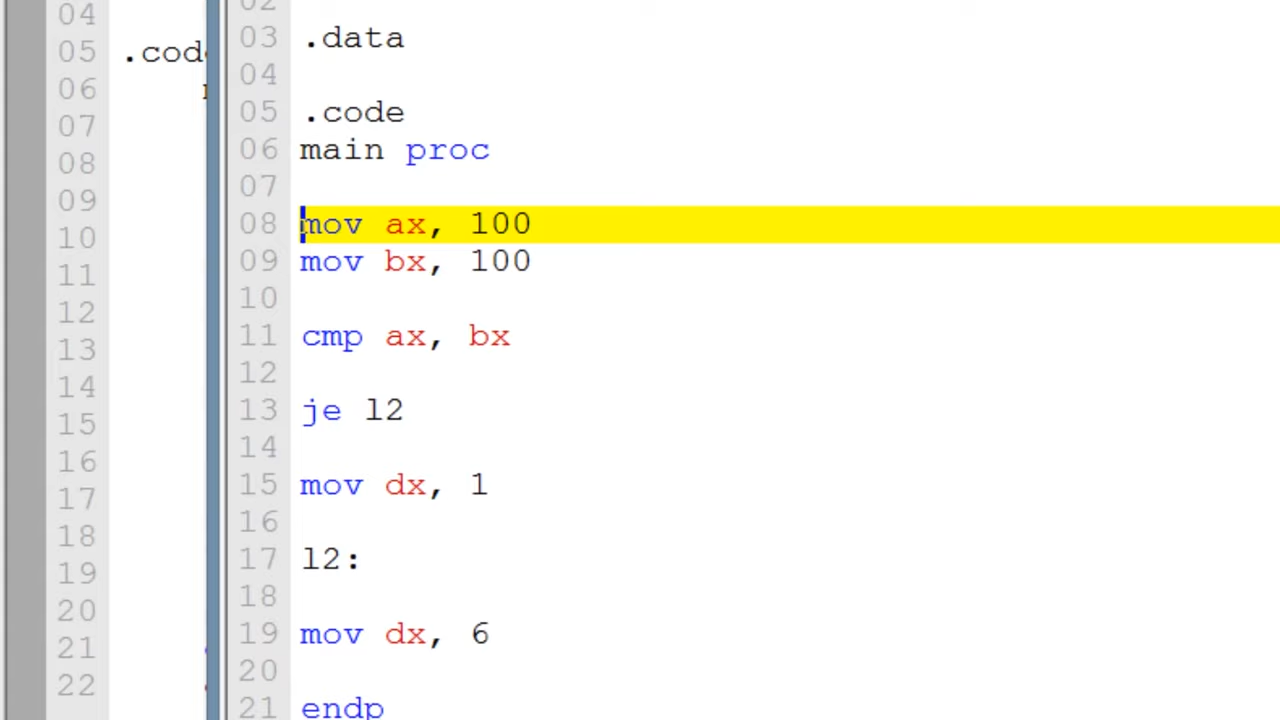 04
05 .cod
06
07
08
09
10
11
12
13
14
15
16
17
18
19
20
21
22
02
03 .data
04
05 .code
06 main proc
07
08 mov ax, 100
09 mov bx, 100
10
11 cmp ax, bx
12
13 je l2
14
15 mov dx, 1
16
17 l2:
18
19 mov dx, 6
20
21 endp